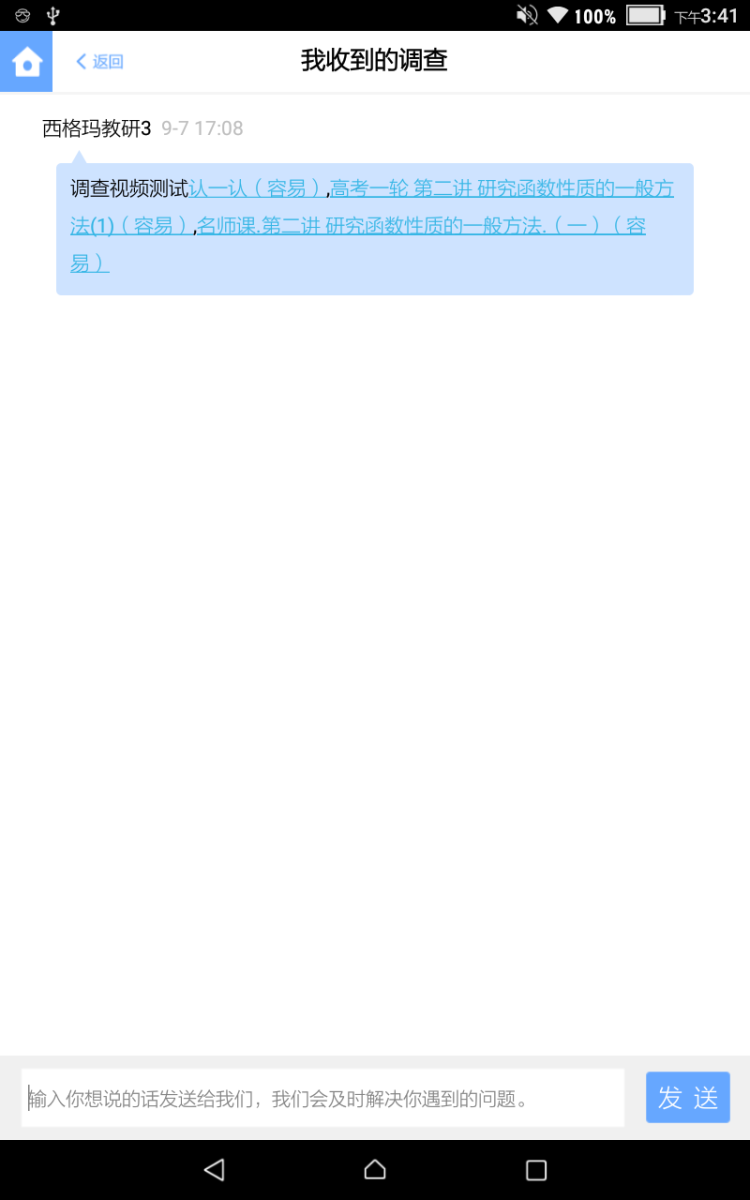 100% 下午3:41
返回 我收到的调查
西格玛教研3 9-7 17:08
调查视频测试认一认（容易）,高考一轮 第二讲 研究函数性质的一般方
法(1)（容易）,名师课.第二讲 研究函数性质的一般方法.（一）（容
易）
输入你想说的话发送给我们，我们会及时解决你遇到的问题。 发 送